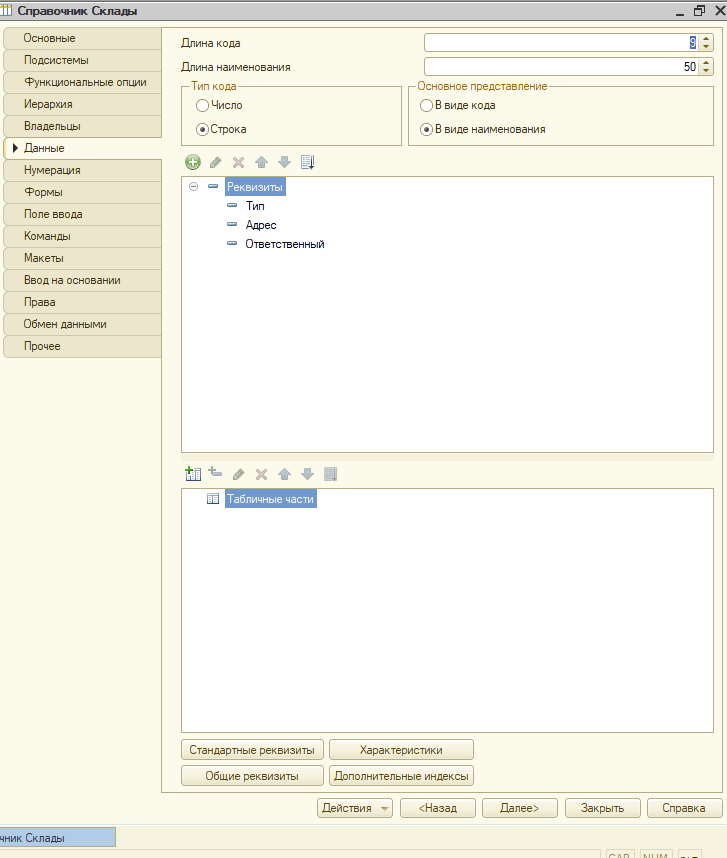 Справочник Склады
Основные
Подсистемы
Функциональные опции
Иерархия
Владельцы
Данные
Нумерация
Формы
Поле ввода
Команды
Макеты
Ввод на основании
Права
Обмен данными
Прочее
Длина кода 9
Длина наименования 50
Тип кода
Число
Строка
Основное представление
В виде кода
В виде наименования
Реквизиты
Тип
Адрес
Ответственный
Табличные части
Стандартные реквизиты Характеристики
Общие реквизиты Дополнительные индексы
Действия <Назад Далее> Закрыть Справка
чник Склады
CAP NUM